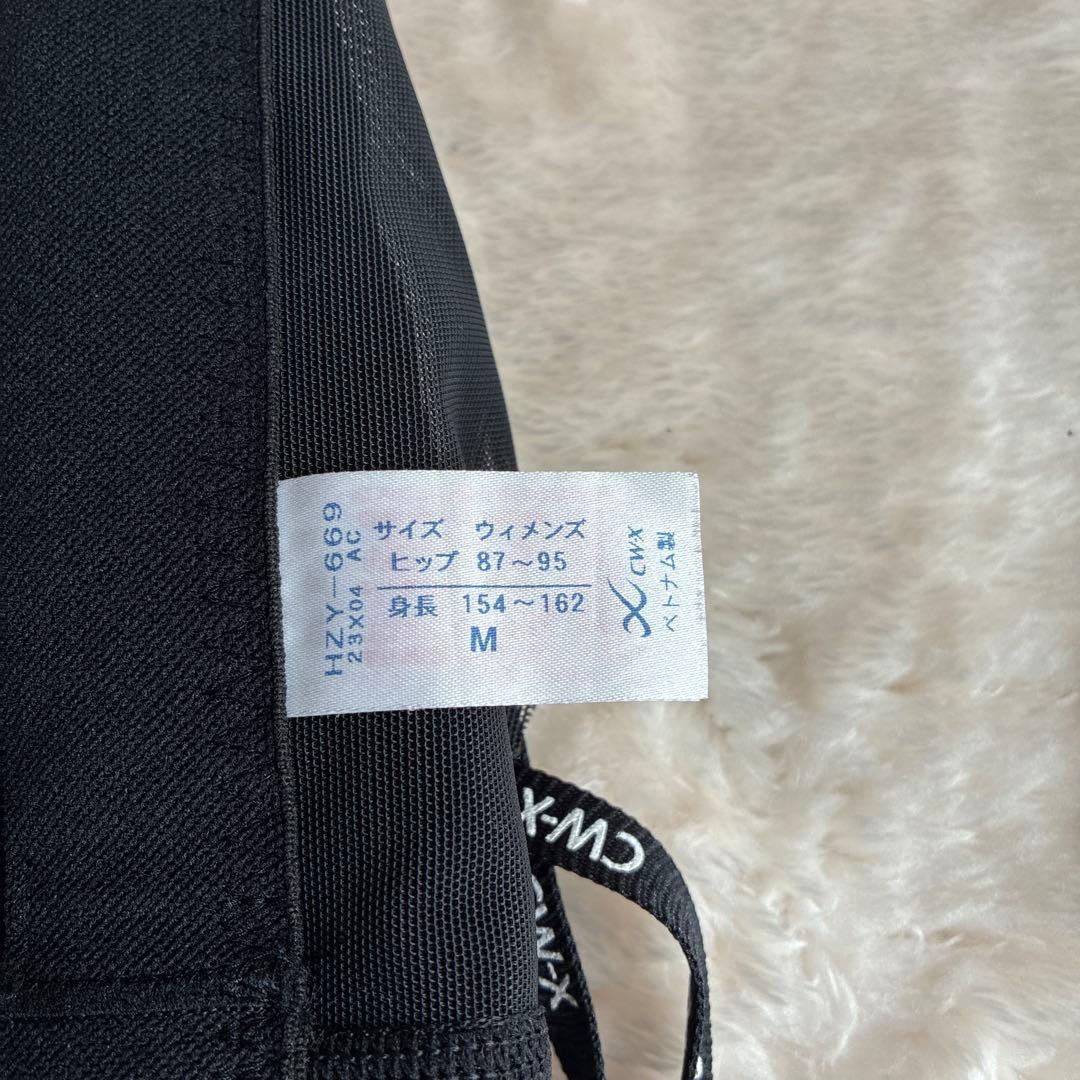 HZY-669
23X04 AC
サイズ ウィメンズ
ヒップ 87～95
身長 154～162
M
CW-X
ベトナム製
CW-X
CW-X